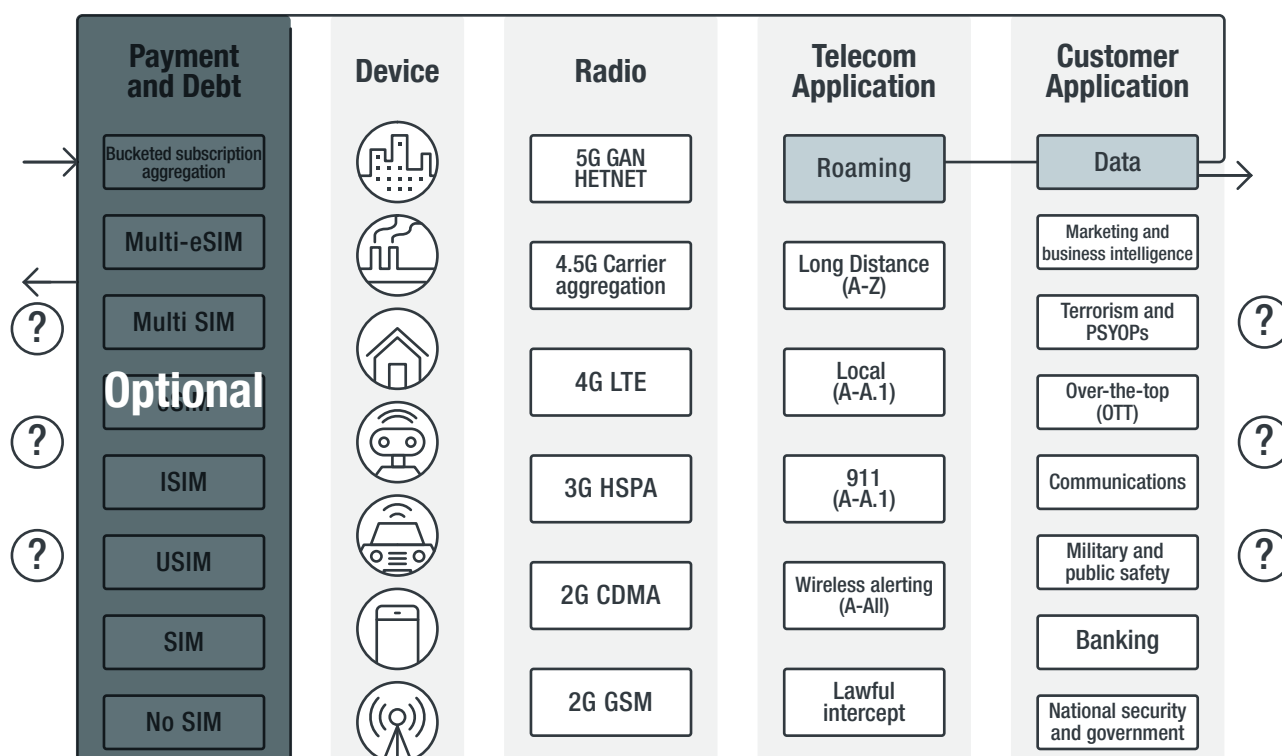 Payment
and Debt
Bucketed subscription
aggregation
Multi-eSIM
Multi SIM
Optional
ISIM
USIM
SIM
No SIM
Device
Radio
5G GAN
HETNET
4.5G Carrier
aggregation
4G LTE
3G HSPA
2G CDMA
2G GSM
Telecom
Application
Roaming
Long Distance
(A-Z)
Local
(A-A.1)
911
(A-A.1)
Wireless alerting
(A-All)
Lawful
intercept
Customer
Application
Data
Marketing and
business intelligence
Terrorism and
PSYOPs
Over-the-top
(OTT)
Communications
Military and
public safety
Banking
National security
and government
?
?
?
?
?
?